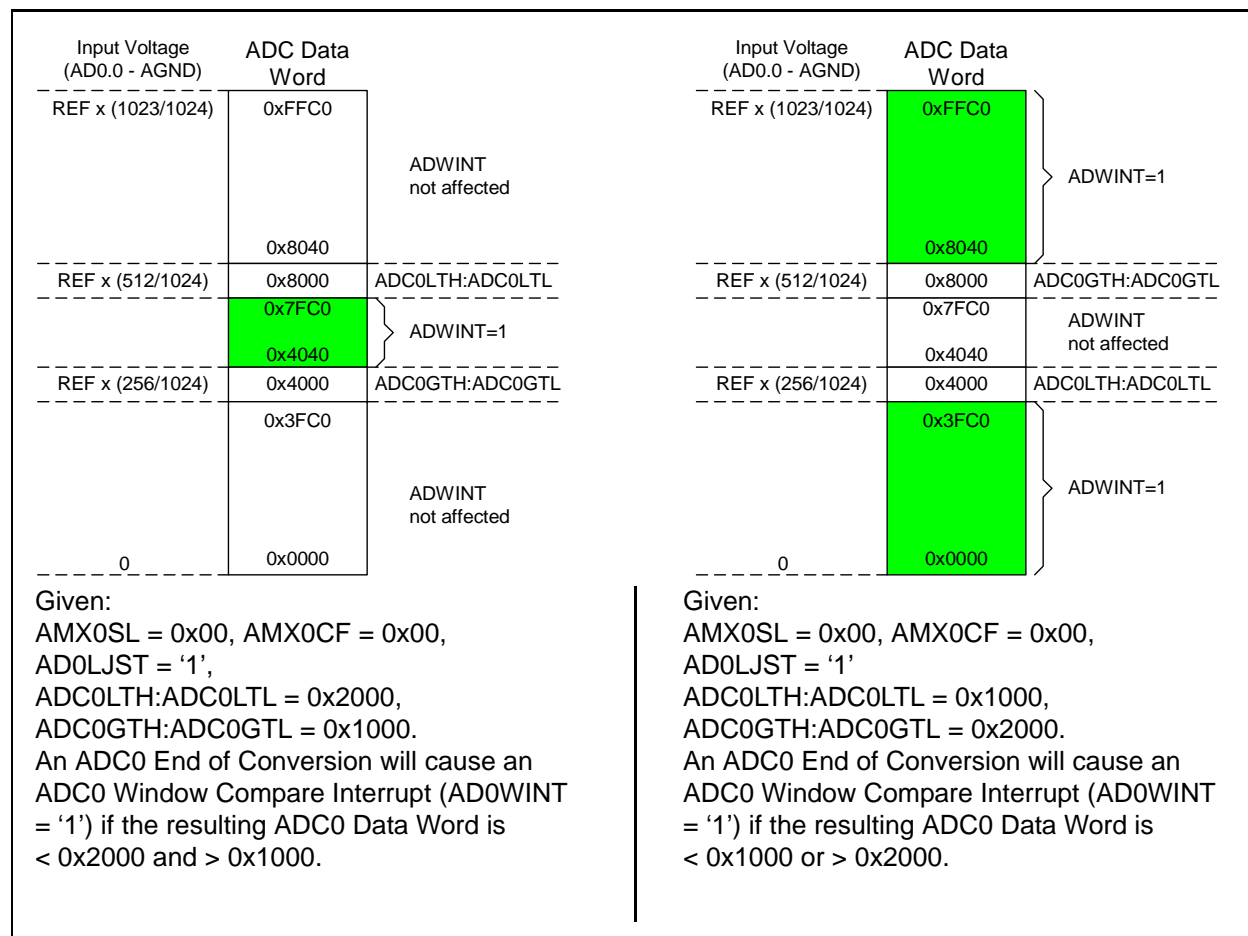 Input Voltage
(AD0.0 - AGND)
ADC Data
Word
REF x (1023/1024)
0xFFC0
ADWINT
not affected
0x8040
REF x (512/1024)
0x8000
ADC0LTH:ADC0LTL
0x7FC0
ADWINT=1
0x4040
REF x (256/1024)
0x4000
ADC0GTH:ADC0GTL
0x3FC0
ADWINT
not affected
0
0x0000
Given:
AMX0SL = 0x00, AMX0CF = 0x00,
AD0LJST = ‘1’,
ADC0LTH:ADC0LTL = 0x2000,
ADC0GTH:ADC0GTL = 0x1000.
An ADC0 End of Conversion will cause an
ADC0 Window Compare Interrupt (AD0WINT
= ‘1’) if the resulting ADC0 Data Word is
< 0x2000 and > 0x1000.
Input Voltage
(AD0.0 - AGND)
ADC Data
Word
REF x (1023/1024)
0xFFC0
ADWINT=1
0x8040
REF x (512/1024)
0x8000
ADC0GTH:ADC0GTL
0x7FC0
ADWINT
not affected
0x4040
REF x (256/1024)
0x4000
ADC0LTH:ADC0LTL
0x3FC0
ADWINT=1
0
0x0000
Given:
AMX0SL = 0x00, AMX0CF = 0x00,
AD0LJST = ‘1’
ADC0LTH:ADC0LTL = 0x1000,
ADC0GTH:ADC0GTL = 0x2000.
An ADC0 End of Conversion will cause an
ADC0 Window Compare Interrupt (AD0WINT
= ‘1’) if the resulting ADC0 Data Word is
< 0x1000 or > 0x2000.